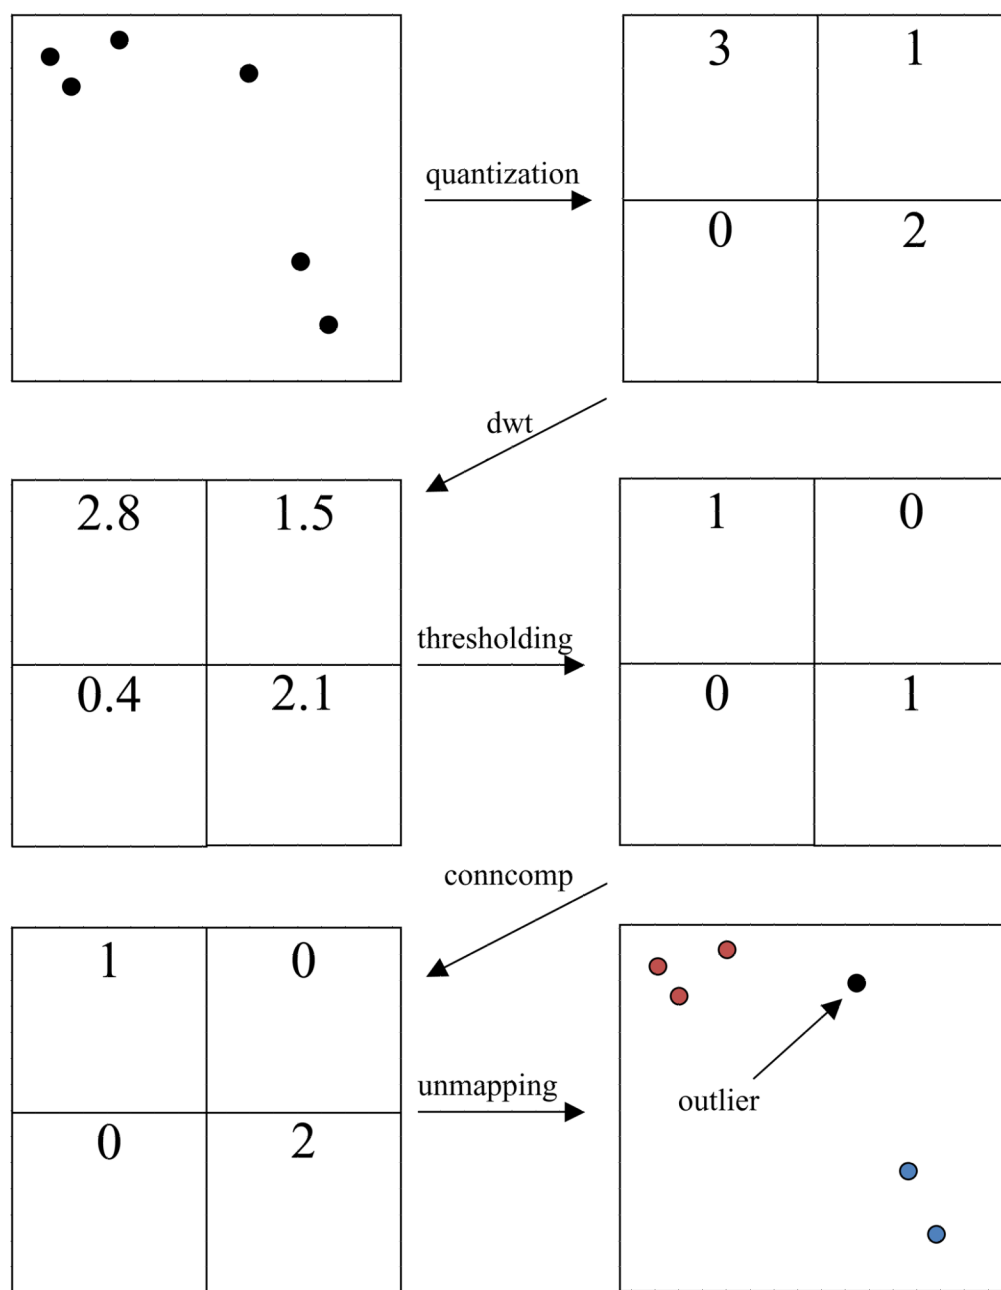 quantization
3 1
0 2
dwt
2.8 1.5
0.4 2.1
thresholding
1 0
0 1
conncomp
1 0
0 2
unmapping
outlier